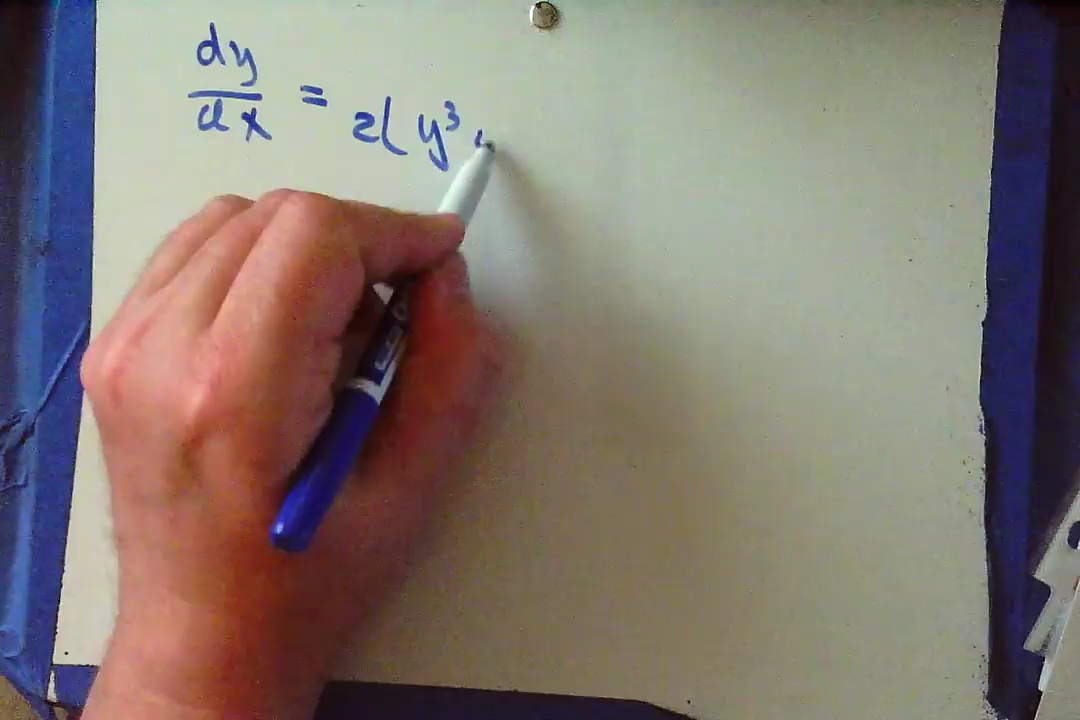 dy/dx = 2( y³